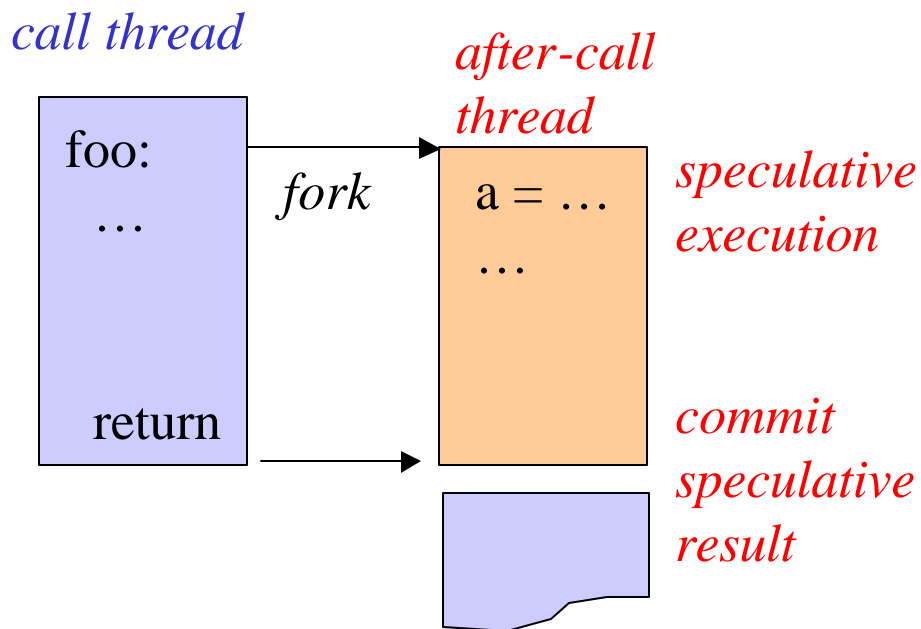 call thread
after-call
thread
foo:
…
fork
a = …
…
speculative
execution
return
commit
speculative
result